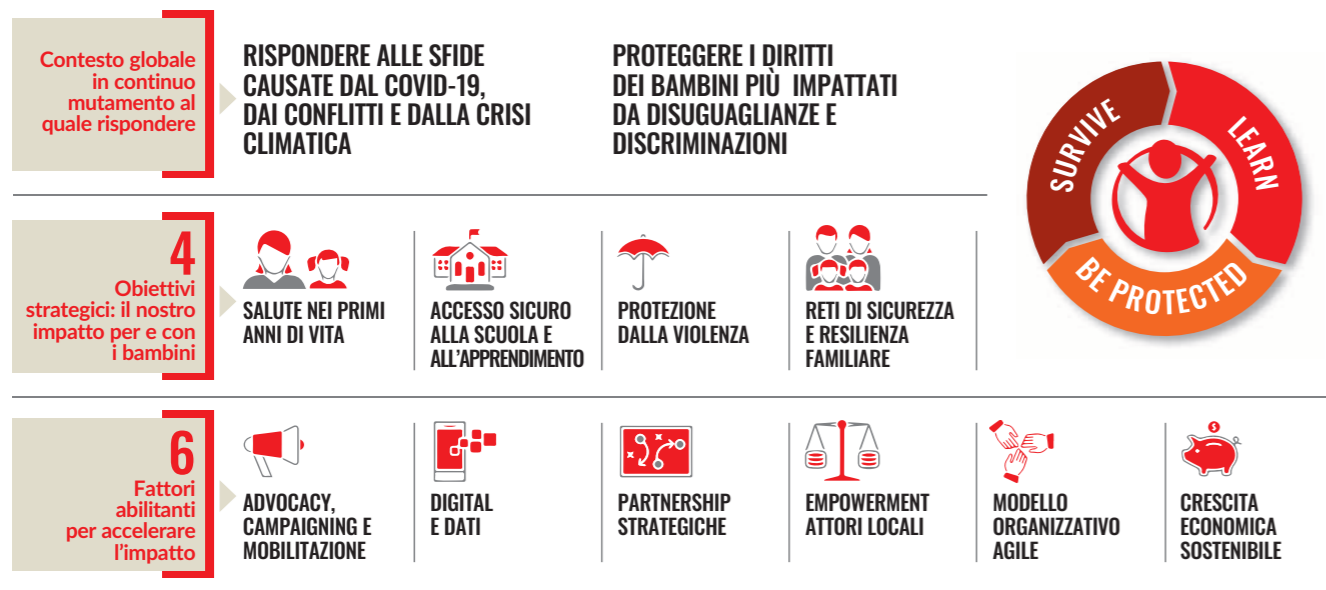 Contesto globale
in continuo
mutamento al
quale rispondere
RISPONDERE ALLE SFIDE
CAUSATE DAL COVID-19,
DAI CONFLITTI E DALLA CRISI
CLIMATICA
PROTEGGERE I DIRITTI
DEI BAMBINI PIÙ IMPATTATI
DA DISUGUAGLIANZE E
DISCRIMINAZIONI
SURVIVE
LEARN
BE PROTECTED
4
Obiettivi
strategici: il nostro
impatto per e con
i bambini
SALUTE NEI PRIMI
ANNI DI VITA
ACCESSO SICURO
ALLA SCUOLA E
ALL'APPRENDIMENTO
PROTEZIONE
DALLA VIOLENZA
RETI DI SICUREZZA
E RESILIENZA
FAMILIARE
6
Fattori
abilitanti
per accelerare
l'impatto
ADVOCACY,
CAMPAIGNING E
MOBILITAZIONE
DIGITAL
E DATI
PARTNERSHIP
STRATEGICHE
EMPOWERMENT
ATTORI LOCALI
MODELLO
ORGANIZZATIVO
AGILE
$
CRESCITA
ECONOMICA
SOSTENIBILE